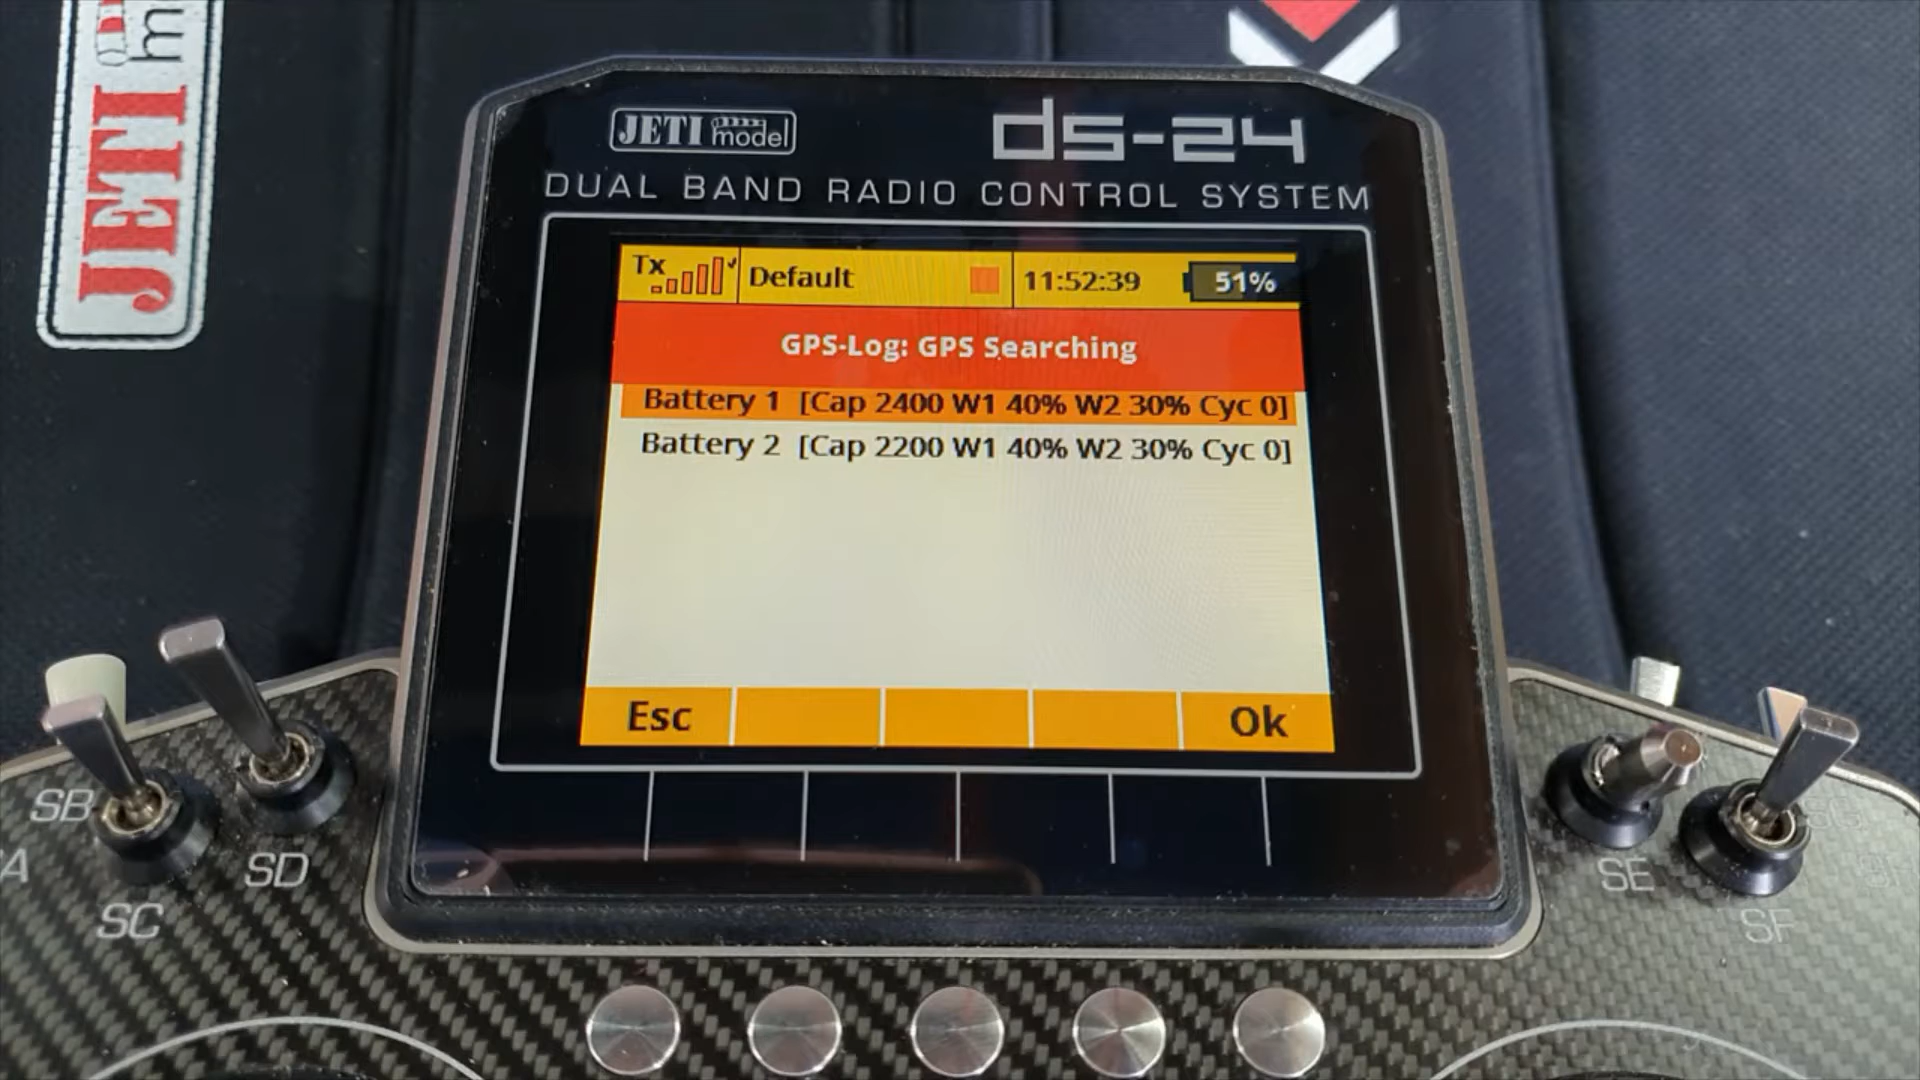 JETI m
JETI model
ds-24
DUAL BAND RADIO CONTROL SYSTEM
Tx Default 11:52:39 51%
GPS-Log: GPS Searching
Battery 1 [Cap 2400 W1 40% W2 30% Cyc 0]
Battery 2 [Cap 2200 W1 40% W2 30% Cyc 0]
Esc Ok
SB
SA
SC
SD
SE
SF
SG